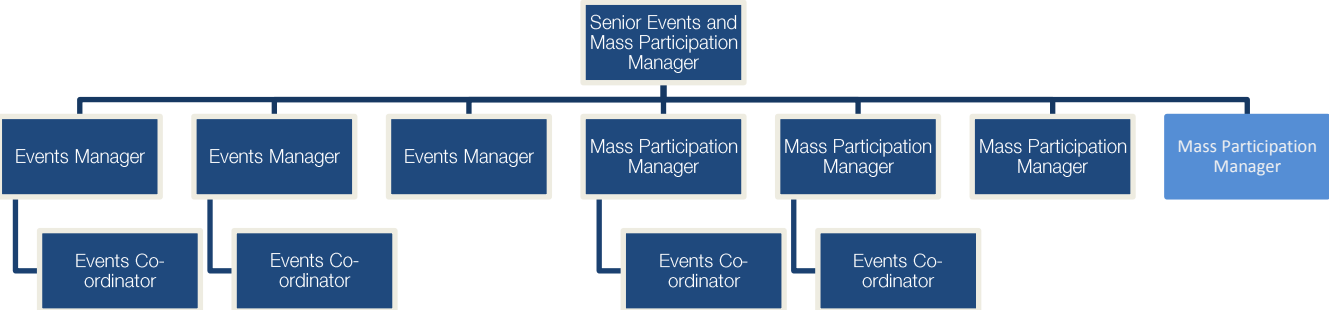 Senior Events and
Mass Participation
Manager
Events Manager
Events Manager
Events Manager
Mass Participation
Manager
Mass Participation
Manager
Mass Participation
Manager
Mass Participation
Manager
Events Co-
ordinator
Events Co-
ordinator
Events Co-
ordinator
Events Co-
ordinator